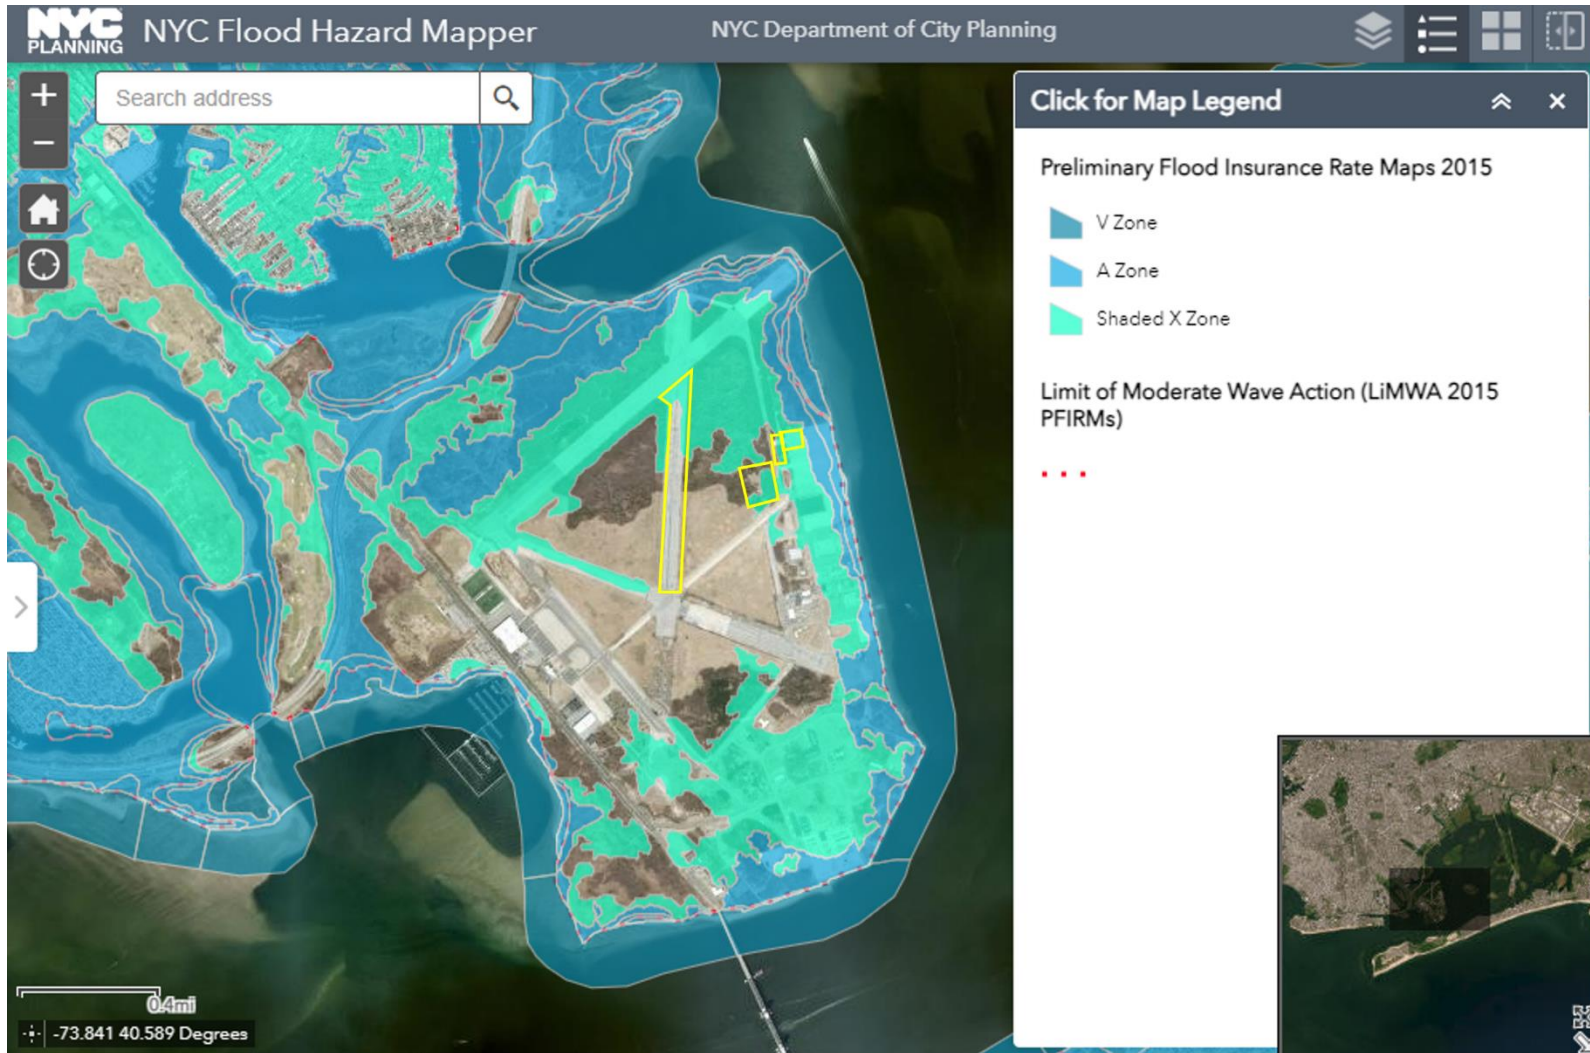 NYC
PLANNING
NYC Flood Hazard Mapper
NYC Department of City Planning
+
Search address
−
Click for Map Legend
Preliminary Flood Insurance Rate Maps 2015
V Zone
A Zone
Shaded X Zone
Limit of Moderate Wave Action (LiMWA 2015
PFIRMs)
0.4mi
-73.841 40.589 Degrees